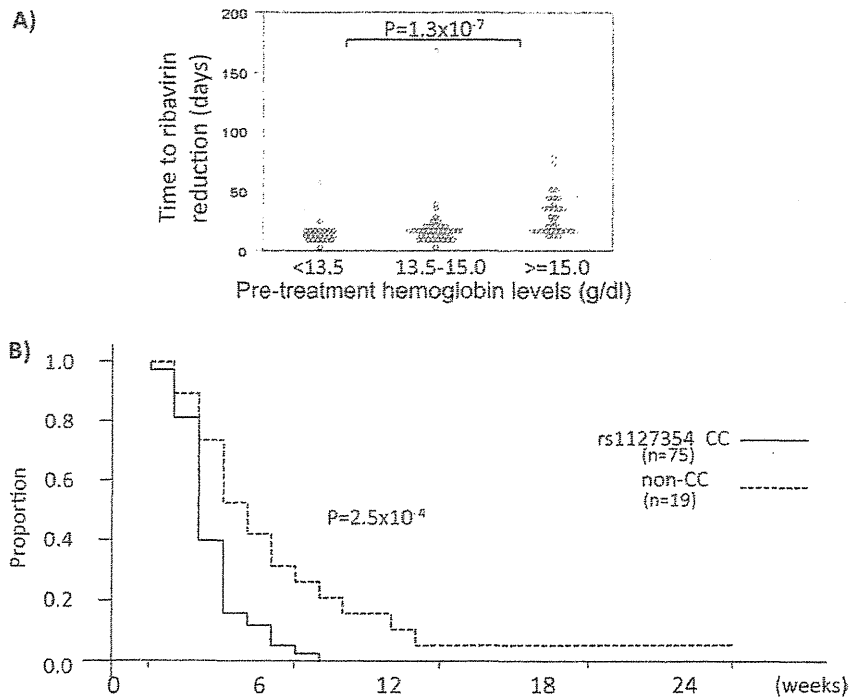 A)
200
150
100
50
0
P=1.3x10-7
Time to ribavirin
reduction (days)
<13.5 13.5-15.0 >=15.0
Pre-treatment hemoglobin levels (g/dl)
B)
1.0
0.8
0.6
0.4
0.2
0.0
Proportion
rs1127354 CC
(n=75)
non-CC
(n=19)
P=2.5x10-4
0 6 12 18 24 (weeks)